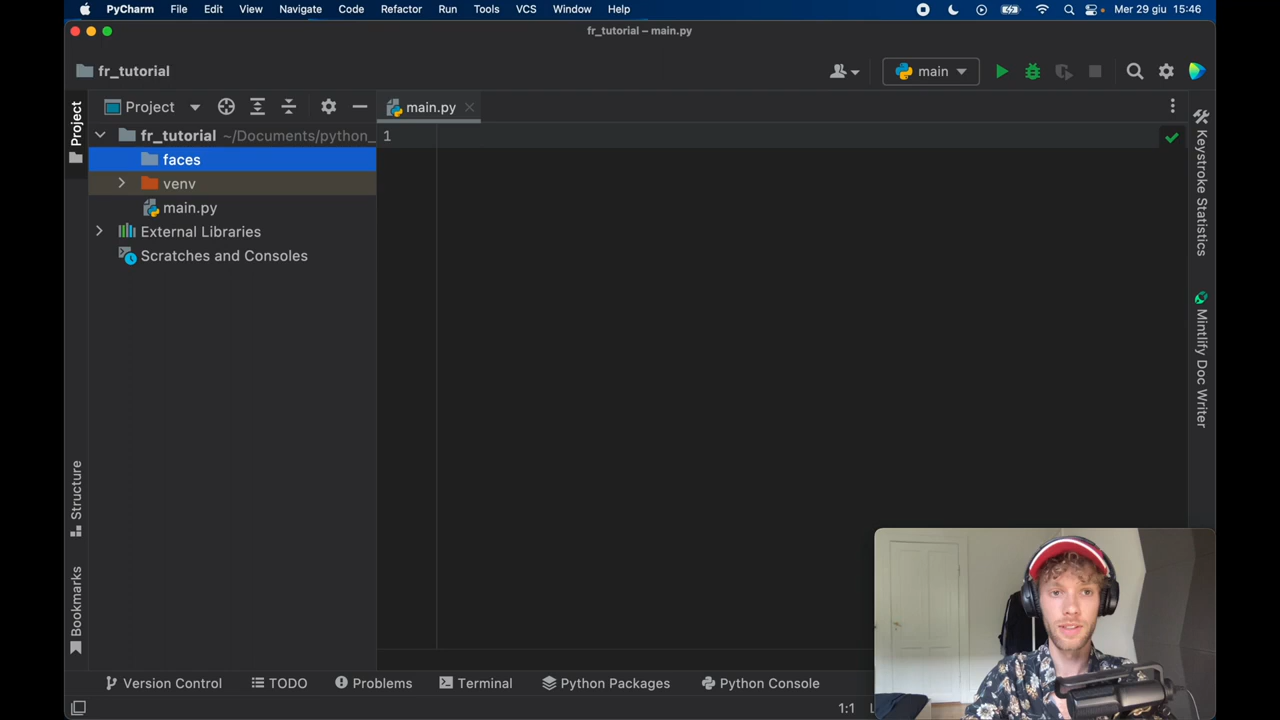 PyCharm File Edit View Navigate Code Refactor Run Tools VCS Window Help Mer 29 giu 15:46
fr_tutorial – main.py
fr_tutorial
main
Project
main.py
Project
fr_tutorial ~/Documents/python_
1
faces
venv
main.py
External Libraries
Scratches and Consoles
Keystroke Statistics
Mintlify Doc Writer
Structure
Bookmarks
Version Control TODO Problems Terminal Python Packages Python Console
1:1